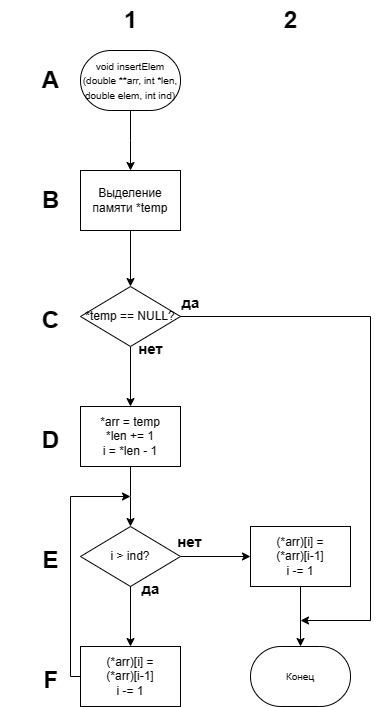 1 2
A
void insertElem
(double **arr, int *len,
double elem, int ind)
B
Выделение
памяти *temp
C
*temp == NULL?
да
нет
D
*arr = temp
*len += 1
i = *len - 1
E
i > ind?
нет
да
(*arr)[i] =
(*arr)[i-1]
i -= 1
F
(*arr)[i] =
(*arr)[i-1]
i -= 1
Конец